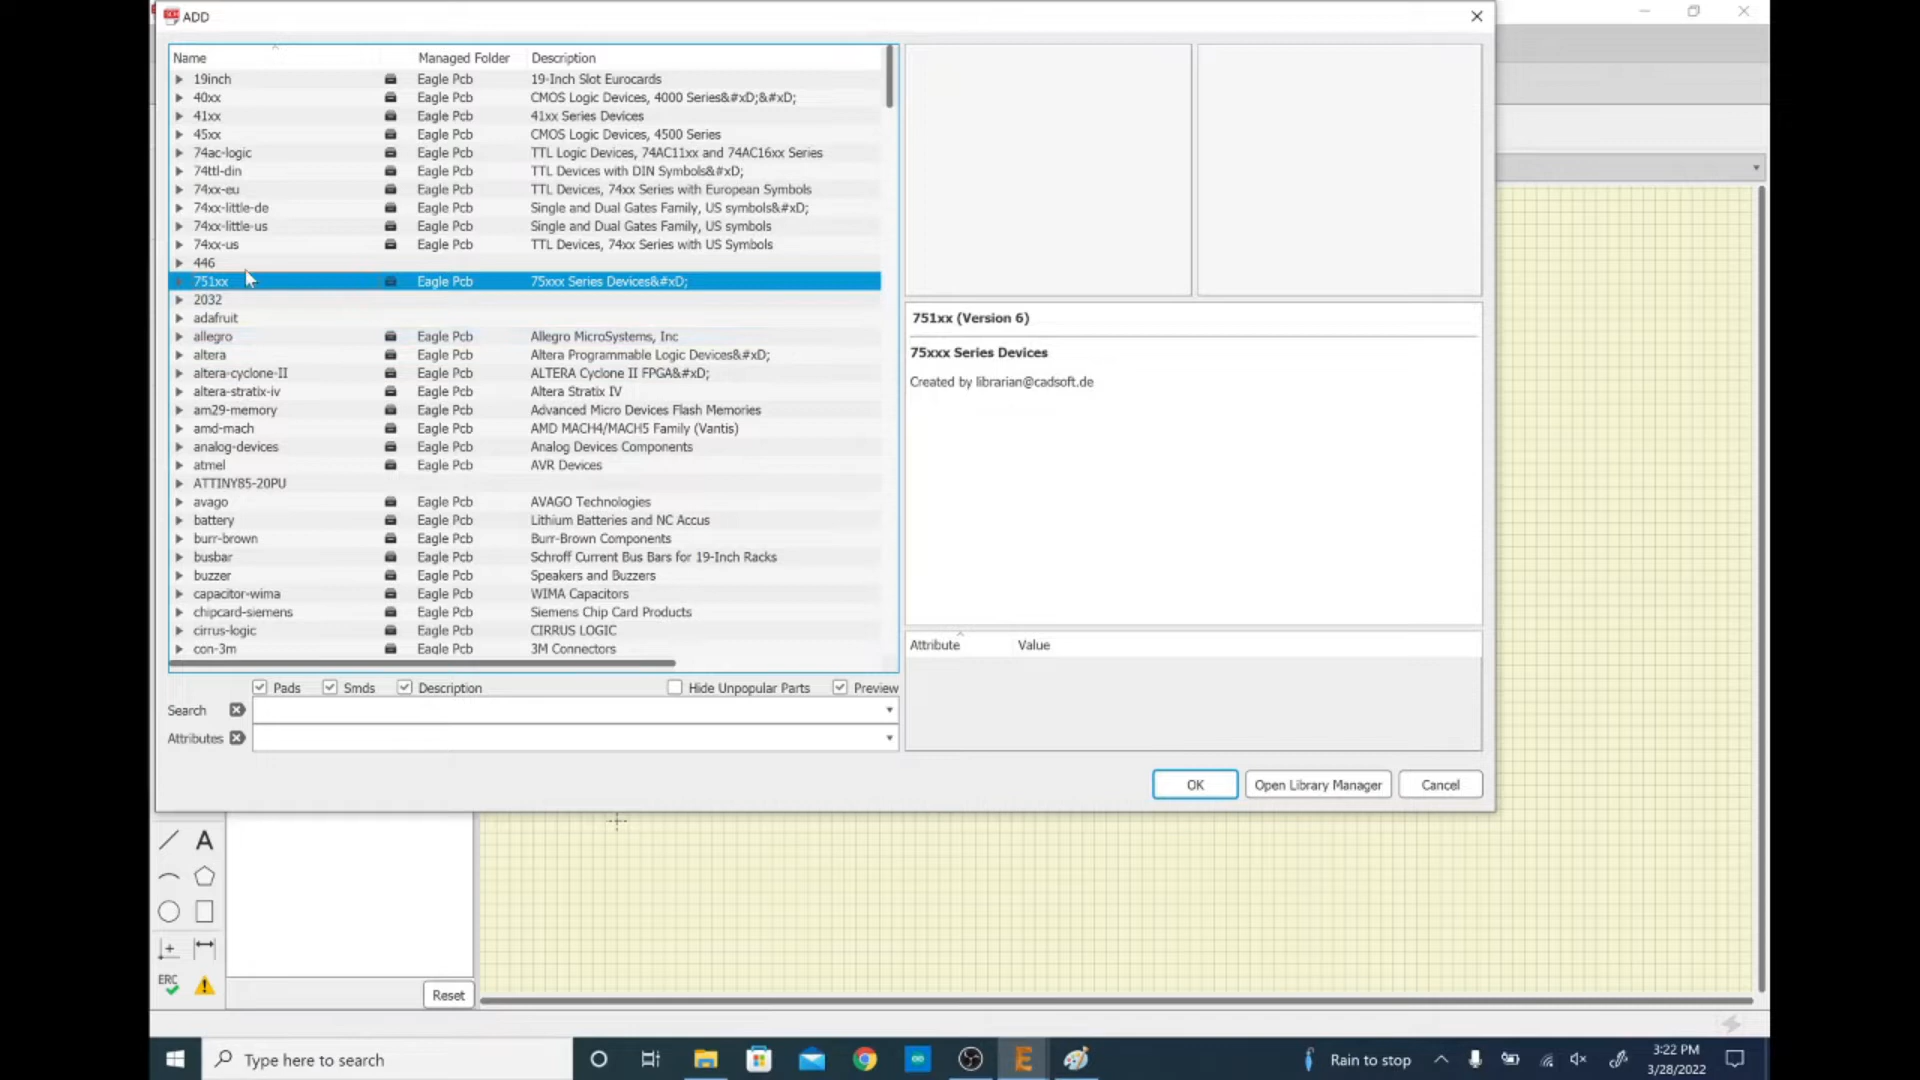 ADD
Name Managed Folder Description
19inch Eagle Pcb 19-Inch Slot Eurocards
40xx Eagle Pcb CMOS Logic Devices, 4000 Series&#xD;&#xD;
41xx Eagle Pcb 41xx Series Devices
45xx Eagle Pcb CMOS Logic Devices, 4500 Series
74ac-logic Eagle Pcb TTL Logic Devices, 74AC11xx and 74AC16xx Series
74ttl-din Eagle Pcb TTL Devices with DIN Symbols&#xD;
74xx-eu Eagle Pcb TTL Devices, 74xx Series with European Symbols
74xx-little-de Eagle Pcb Single and Dual Gates Family, US symbols&#xD;
74xx-little-us Eagle Pcb Single and Dual Gates Family, US symbols
74xx-us Eagle Pcb TTL Devices, 74xx Series with US Symbols
446
751xx Eagle Pcb 75xxx Series Devices&#xD;
2032
adafruit
allegro Eagle Pcb Allegro MicroSystems, Inc
altera Eagle Pcb Altera Programmable Logic Devices&#xD;
altera-cyclone-II Eagle Pcb ALTERA Cyclone II FPGA&#xD;
altera-stratix-iv Eagle Pcb Altera Stratix IV
am29-memory Eagle Pcb Advanced Micro Devices Flash Memories
amd-mach Eagle Pcb AMD MACH4/MACH5 Family (Vantis)
analog-devices Eagle Pcb Analog Devices Components
atmel Eagle Pcb AVR Devices
ATTINY85-20PU
avago Eagle Pcb AVAGO Technologies
battery Eagle Pcb Lithium Batteries and NC Accus
burr-brown Eagle Pcb Burr-Brown Components
busbar Eagle Pcb Schroff Current Bus Bars for 19-Inch Racks
buzzer Eagle Pcb Speakers and Buzzers
capacitor-wima Eagle Pcb WIMA Capacitors
chipcard-siemens Eagle Pcb Siemens Chip Card Products
cirrus-logic Eagle Pcb CIRRUS LOGIC
con-3m Eagle Pcb 3M Connectors
Pads Smds Description Hide Unpopular Parts Preview
Search
Attributes
751xx (Version 6)
75xxx Series Devices
Created by librarian@cadsoft.de
Attribute Value
OK Open Library Manager Cancel
A
ERC
Reset
Type here to search
Rain to stop
3:22 PM
3/28/2022